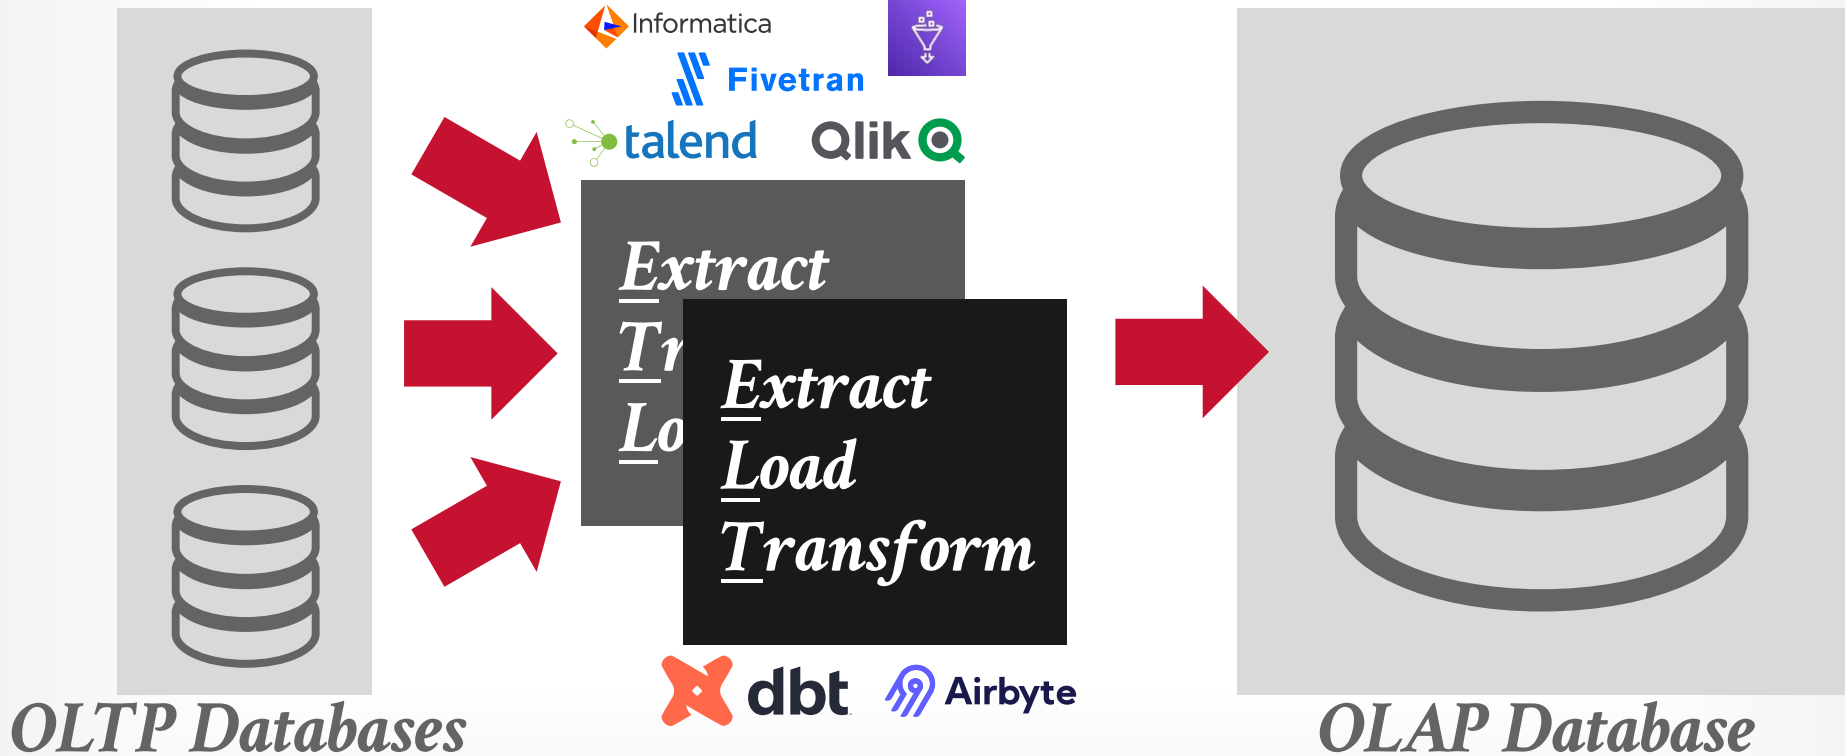 Informatica
Fivetran
talend
Qlik
Extract
Tr
Lo
Extract
Load
Transform
dbt
Airbyte
OLTP Databases
OLAP Database